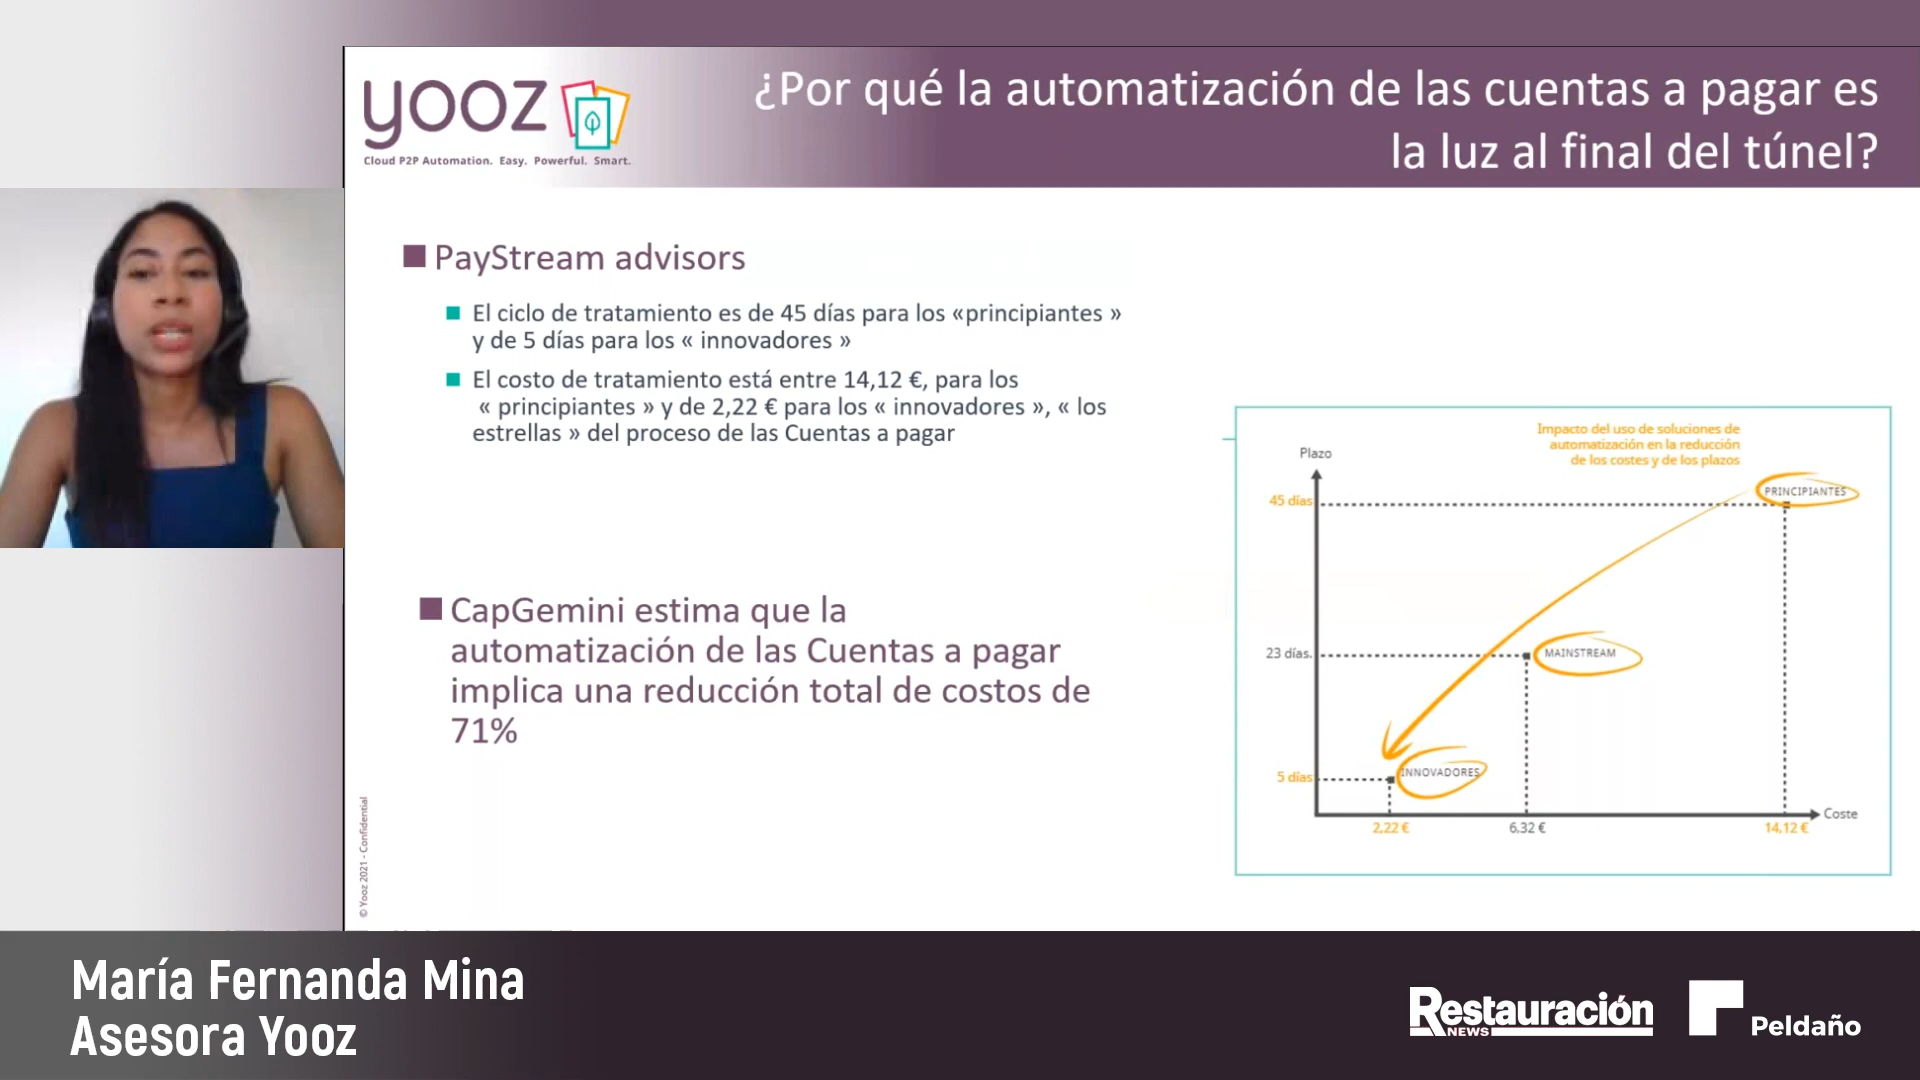 yooz
Cloud P2P Automation. Easy. Powerful. Smart.
¿Por qué la automatización de las cuentas a pagar es
la luz al final del túnel?
PayStream advisors
El ciclo de tratamiento es de 45 días para los «principiantes »
y de 5 días para los « innovadores »
El costo de tratamiento está entre 14,12 €, para los
« principiantes » y de 2,22 € para los « innovadores », « los
estrellas » del proceso de las Cuentas a pagar
CapGemini estima que la
automatización de las Cuentas a pagar
implica una reducción total de costos de
71%
Impacto del uso de soluciones de
automatización en la reducción
de los costes y de los plazos
Plazo
45 días
PRINCIPIANTES
23 días.
MAINSTREAM
5 días
INNOVADORES
Coste
2,22 €
6,32 €
14,12 €
© Yooz 2021 - Confidential
María Fernanda Mina
Asesora Yooz
Restauración
NEWS
Peldaño